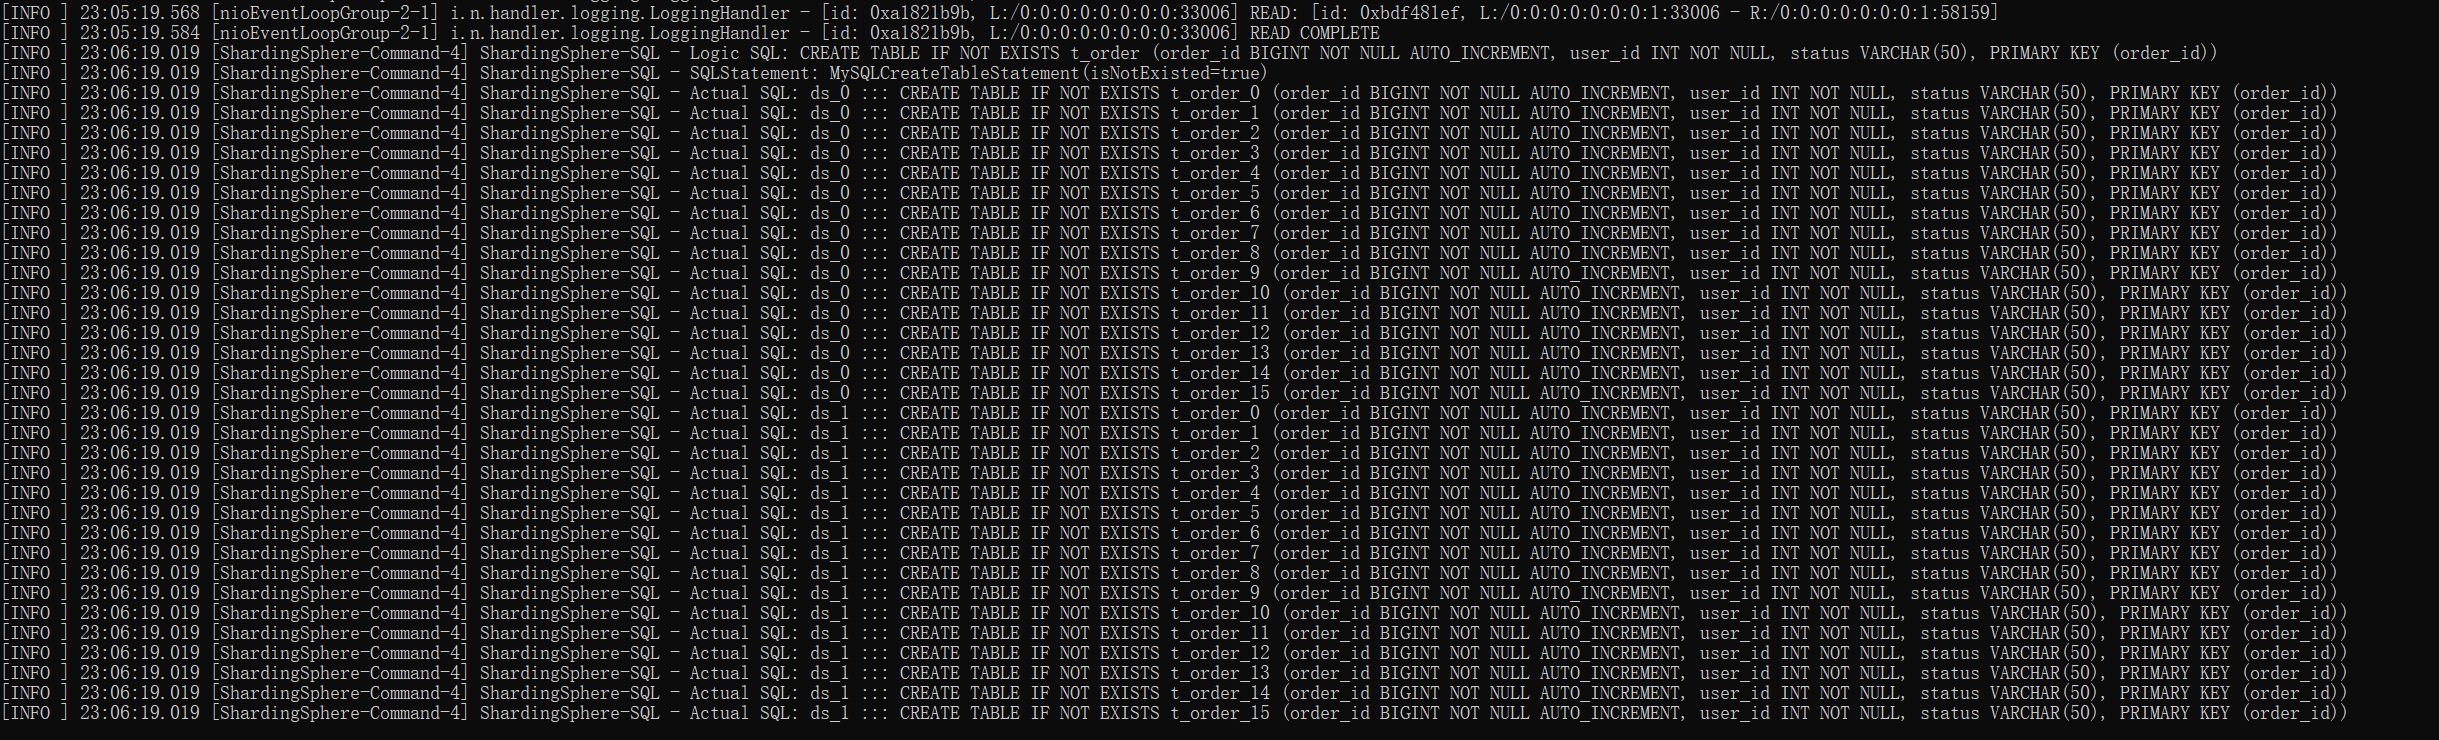 [INFO ] 23:05:19.568 [nioEventLoopGroup-2-1] i.n.handler.logging.LoggingHandler - [id: 0xa1821b9b, L:/0:0:0:0:0:0:0:0:33006] READ: [id: 0xbdf481ef, L:/0:0:0:0:0:0:0:1:33006 - R:/0:0:0:0:0:0:0:1:58159]
[INFO ] 23:05:19.584 [nioEventLoopGroup-2-1] i.n.handler.logging.LoggingHandler - [id: 0xa1821b9b, L:/0:0:0:0:0:0:0:0:33006] READ COMPLETE
[INFO ] 23:06:19.019 [ShardingSphere-Command-4] ShardingSphere-SQL - Logic SQL: CREATE TABLE IF NOT EXISTS t_order (order_id BIGINT NOT NULL AUTO_INCREMENT, user_id INT NOT NULL, status VARCHAR(50), PRIMARY KEY (order_id))
[INFO ] 23:06:19.019 [ShardingSphere-Command-4] ShardingSphere-SQL - SQLStatement: MySQLCreateTableStatement(isNotExisted=true)
[INFO ] 23:06:19.019 [ShardingSphere-Command-4] ShardingSphere-SQL - Actual SQL: ds_0 ::: CREATE TABLE IF NOT EXISTS t_order_0 (order_id BIGINT NOT NULL AUTO_INCREMENT, user_id INT NOT NULL, status VARCHAR(50), PRIMARY KEY (order_id))
[INFO ] 23:06:19.019 [ShardingSphere-Command-4] ShardingSphere-SQL - Actual SQL: ds_0 ::: CREATE TABLE IF NOT EXISTS t_order_1 (order_id BIGINT NOT NULL AUTO_INCREMENT, user_id INT NOT NULL, status VARCHAR(50), PRIMARY KEY (order_id))
[INFO ] 23:06:19.019 [ShardingSphere-Command-4] ShardingSphere-SQL - Actual SQL: ds_0 ::: CREATE TABLE IF NOT EXISTS t_order_2 (order_id BIGINT NOT NULL AUTO_INCREMENT, user_id INT NOT NULL, status VARCHAR(50), PRIMARY KEY (order_id))
[INFO ] 23:06:19.019 [ShardingSphere-Command-4] ShardingSphere-SQL - Actual SQL: ds_0 ::: CREATE TABLE IF NOT EXISTS t_order_3 (order_id BIGINT NOT NULL AUTO_INCREMENT, user_id INT NOT NULL, status VARCHAR(50), PRIMARY KEY (order_id))
[INFO ] 23:06:19.019 [ShardingSphere-Command-4] ShardingSphere-SQL - Actual SQL: ds_0 ::: CREATE TABLE IF NOT EXISTS t_order_4 (order_id BIGINT NOT NULL AUTO_INCREMENT, user_id INT NOT NULL, status VARCHAR(50), PRIMARY KEY (order_id))
[INFO ] 23:06:19.019 [ShardingSphere-Command-4] ShardingSphere-SQL - Actual SQL: ds_0 ::: CREATE TABLE IF NOT EXISTS t_order_5 (order_id BIGINT NOT NULL AUTO_INCREMENT, user_id INT NOT NULL, status VARCHAR(50), PRIMARY KEY (order_id))
[INFO ] 23:06:19.019 [ShardingSphere-Command-4] ShardingSphere-SQL - Actual SQL: ds_0 ::: CREATE TABLE IF NOT EXISTS t_order_6 (order_id BIGINT NOT NULL AUTO_INCREMENT, user_id INT NOT NULL, status VARCHAR(50), PRIMARY KEY (order_id))
[INFO ] 23:06:19.019 [ShardingSphere-Command-4] ShardingSphere-SQL - Actual SQL: ds_0 ::: CREATE TABLE IF NOT EXISTS t_order_7 (order_id BIGINT NOT NULL AUTO_INCREMENT, user_id INT NOT NULL, status VARCHAR(50), PRIMARY KEY (order_id))
[INFO ] 23:06:19.019 [ShardingSphere-Command-4] ShardingSphere-SQL - Actual SQL: ds_0 ::: CREATE TABLE IF NOT EXISTS t_order_8 (order_id BIGINT NOT NULL AUTO_INCREMENT, user_id INT NOT NULL, status VARCHAR(50), PRIMARY KEY (order_id))
[INFO ] 23:06:19.019 [ShardingSphere-Command-4] ShardingSphere-SQL - Actual SQL: ds_0 ::: CREATE TABLE IF NOT EXISTS t_order_9 (order_id BIGINT NOT NULL AUTO_INCREMENT, user_id INT NOT NULL, status VARCHAR(50), PRIMARY KEY (order_id))
[INFO ] 23:06:19.019 [ShardingSphere-Command-4] ShardingSphere-SQL - Actual SQL: ds_0 ::: CREATE TABLE IF NOT EXISTS t_order_10 (order_id BIGINT NOT NULL AUTO_INCREMENT, user_id INT NOT NULL, status VARCHAR(50), PRIMARY KEY (order_id))
[INFO ] 23:06:19.019 [ShardingSphere-Command-4] ShardingSphere-SQL - Actual SQL: ds_0 ::: CREATE TABLE IF NOT EXISTS t_order_11 (order_id BIGINT NOT NULL AUTO_INCREMENT, user_id INT NOT NULL, status VARCHAR(50), PRIMARY KEY (order_id))
[INFO ] 23:06:19.019 [ShardingSphere-Command-4] ShardingSphere-SQL - Actual SQL: ds_0 ::: CREATE TABLE IF NOT EXISTS t_order_12 (order_id BIGINT NOT NULL AUTO_INCREMENT, user_id INT NOT NULL, status VARCHAR(50), PRIMARY KEY (order_id))
[INFO ] 23:06:19.019 [ShardingSphere-Command-4] ShardingSphere-SQL - Actual SQL: ds_0 ::: CREATE TABLE IF NOT EXISTS t_order_13 (order_id BIGINT NOT NULL AUTO_INCREMENT, user_id INT NOT NULL, status VARCHAR(50), PRIMARY KEY (order_id))
[INFO ] 23:06:19.019 [ShardingSphere-Command-4] ShardingSphere-SQL - Actual SQL: ds_0 ::: CREATE TABLE IF NOT EXISTS t_order_14 (order_id BIGINT NOT NULL AUTO_INCREMENT, user_id INT NOT NULL, status VARCHAR(50), PRIMARY KEY (order_id))
[INFO ] 23:06:19.019 [ShardingSphere-Command-4] ShardingSphere-SQL - Actual SQL: ds_0 ::: CREATE TABLE IF NOT EXISTS t_order_15 (order_id BIGINT NOT NULL AUTO_INCREMENT, user_id INT NOT NULL, status VARCHAR(50), PRIMARY KEY (order_id))
[INFO ] 23:06:19.019 [ShardingSphere-Command-4] ShardingSphere-SQL - Actual SQL: ds_1 ::: CREATE TABLE IF NOT EXISTS t_order_0 (order_id BIGINT NOT NULL AUTO_INCREMENT, user_id INT NOT NULL, status VARCHAR(50), PRIMARY KEY (order_id))
[INFO ] 23:06:19.019 [ShardingSphere-Command-4] ShardingSphere-SQL - Actual SQL: ds_1 ::: CREATE TABLE IF NOT EXISTS t_order_1 (order_id BIGINT NOT NULL AUTO_INCREMENT, user_id INT NOT NULL, status VARCHAR(50), PRIMARY KEY (order_id))
[INFO ] 23:06:19.019 [ShardingSphere-Command-4] ShardingSphere-SQL - Actual SQL: ds_1 ::: CREATE TABLE IF NOT EXISTS t_order_2 (order_id BIGINT NOT NULL AUTO_INCREMENT, user_id INT NOT NULL, status VARCHAR(50), PRIMARY KEY (order_id))
[INFO ] 23:06:19.019 [ShardingSphere-Command-4] ShardingSphere-SQL - Actual SQL: ds_1 ::: CREATE TABLE IF NOT EXISTS t_order_3 (order_id BIGINT NOT NULL AUTO_INCREMENT, user_id INT NOT NULL, status VARCHAR(50), PRIMARY KEY (order_id))
[INFO ] 23:06:19.019 [ShardingSphere-Command-4] ShardingSphere-SQL - Actual SQL: ds_1 ::: CREATE TABLE IF NOT EXISTS t_order_4 (order_id BIGINT NOT NULL AUTO_INCREMENT, user_id INT NOT NULL, status VARCHAR(50), PRIMARY KEY (order_id))
[INFO ] 23:06:19.019 [ShardingSphere-Command-4] ShardingSphere-SQL - Actual SQL: ds_1 ::: CREATE TABLE IF NOT EXISTS t_order_5 (order_id BIGINT NOT NULL AUTO_INCREMENT, user_id INT NOT NULL, status VARCHAR(50), PRIMARY KEY (order_id))
[INFO ] 23:06:19.019 [ShardingSphere-Command-4] ShardingSphere-SQL - Actual SQL: ds_1 ::: CREATE TABLE IF NOT EXISTS t_order_6 (order_id BIGINT NOT NULL AUTO_INCREMENT, user_id INT NOT NULL, status VARCHAR(50), PRIMARY KEY (order_id))
[INFO ] 23:06:19.019 [ShardingSphere-Command-4] ShardingSphere-SQL - Actual SQL: ds_1 ::: CREATE TABLE IF NOT EXISTS t_order_7 (order_id BIGINT NOT NULL AUTO_INCREMENT, user_id INT NOT NULL, status VARCHAR(50), PRIMARY KEY (order_id))
[INFO ] 23:06:19.019 [ShardingSphere-Command-4] ShardingSphere-SQL - Actual SQL: ds_1 ::: CREATE TABLE IF NOT EXISTS t_order_8 (order_id BIGINT NOT NULL AUTO_INCREMENT, user_id INT NOT NULL, status VARCHAR(50), PRIMARY KEY (order_id))
[INFO ] 23:06:19.019 [ShardingSphere-Command-4] ShardingSphere-SQL - Actual SQL: ds_1 ::: CREATE TABLE IF NOT EXISTS t_order_9 (order_id BIGINT NOT NULL AUTO_INCREMENT, user_id INT NOT NULL, status VARCHAR(50), PRIMARY KEY (order_id))
[INFO ] 23:06:19.019 [ShardingSphere-Command-4] ShardingSphere-SQL - Actual SQL: ds_1 ::: CREATE TABLE IF NOT EXISTS t_order_10 (order_id BIGINT NOT NULL AUTO_INCREMENT, user_id INT NOT NULL, status VARCHAR(50), PRIMARY KEY (order_id))
[INFO ] 23:06:19.019 [ShardingSphere-Command-4] ShardingSphere-SQL - Actual SQL: ds_1 ::: CREATE TABLE IF NOT EXISTS t_order_11 (order_id BIGINT NOT NULL AUTO_INCREMENT, user_id INT NOT NULL, status VARCHAR(50), PRIMARY KEY (order_id))
[INFO ] 23:06:19.019 [ShardingSphere-Command-4] ShardingSphere-SQL - Actual SQL: ds_1 ::: CREATE TABLE IF NOT EXISTS t_order_12 (order_id BIGINT NOT NULL AUTO_INCREMENT, user_id INT NOT NULL, status VARCHAR(50), PRIMARY KEY (order_id))
[INFO ] 23:06:19.019 [ShardingSphere-Command-4] ShardingSphere-SQL - Actual SQL: ds_1 ::: CREATE TABLE IF NOT EXISTS t_order_13 (order_id BIGINT NOT NULL AUTO_INCREMENT, user_id INT NOT NULL, status VARCHAR(50), PRIMARY KEY (order_id))
[INFO ] 23:06:19.019 [ShardingSphere-Command-4] ShardingSphere-SQL - Actual SQL: ds_1 ::: CREATE TABLE IF NOT EXISTS t_order_14 (order_id BIGINT NOT NULL AUTO_INCREMENT, user_id INT NOT NULL, status VARCHAR(50), PRIMARY KEY (order_id))
[INFO ] 23:06:19.019 [ShardingSphere-Command-4] ShardingSphere-SQL - Actual SQL: ds_1 ::: CREATE TABLE IF NOT EXISTS t_order_15 (order_id BIGINT NOT NULL AUTO_INCREMENT, user_id INT NOT NULL, status VARCHAR(50), PRIMARY KEY (order_id))